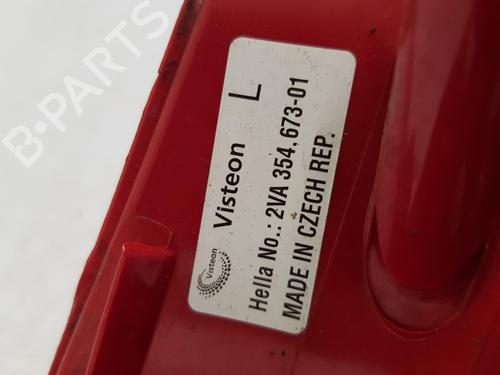 B-PARTS
Visteon L
Visteon
Hella No.: 2VA 354.673-01
MADE IN CZECH REP.